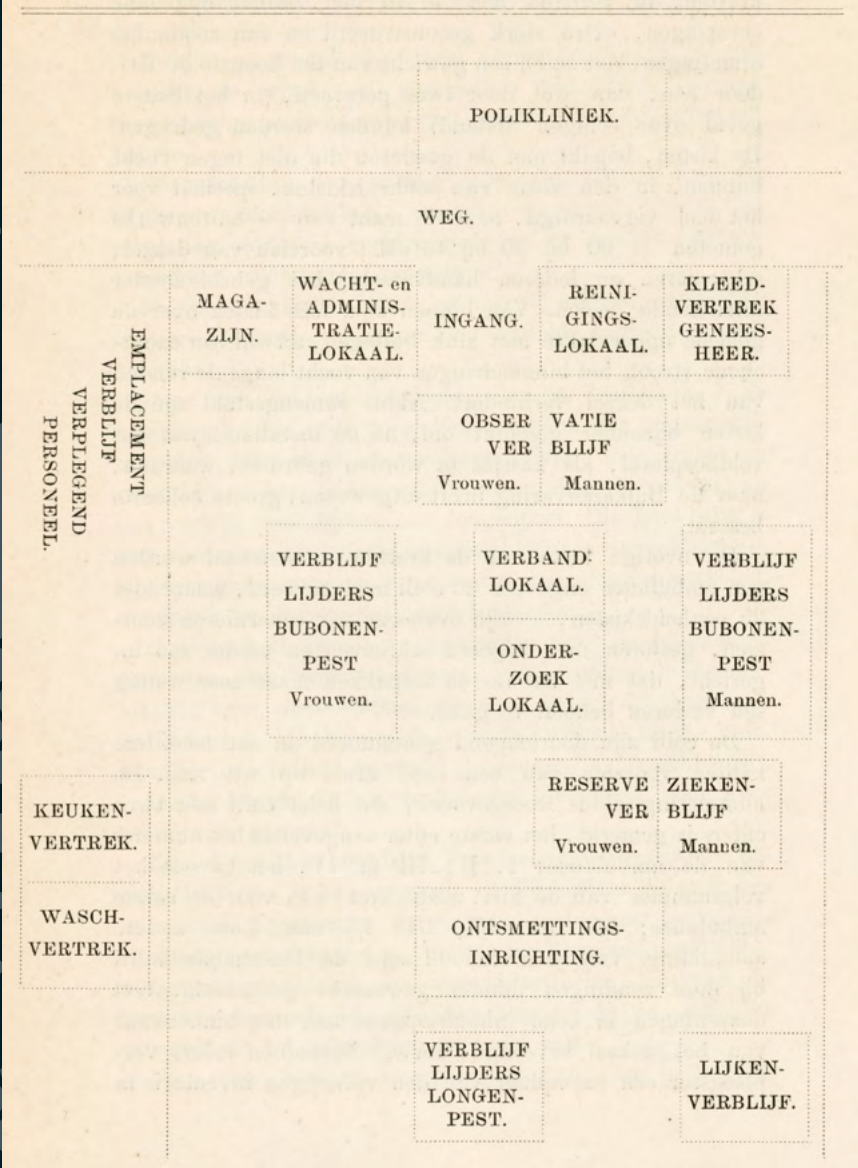 POLIKLINIEK.
WEG.
MAGA-
ZIJN.
WACHT- en
ADMINIS-
TRATIE-
LOKAAL.
INGANG.
REINI-
GINGS-
LOKAAL.
KLEED-
VERTREK
GENEES-
HEER.
EMPLACEMENT
VERBLIJF
VERPLEGEND
PERSONEEL.
OBSER VATIE
VER BLIJF
Vrouwen. Mannen.
VERBLIJF
LIJDERS
BUBONEN-
PEST
Vrouwen.
VERBAND-
LOKAAL.
ONDER-
ZOEK
LOKAAL.
VERBLIJF
LIJDERS
BUBONEN-
PEST
Mannen.
RESERVE ZIEKEN-
VER BLIJF
Vrouwen. Mannen.
KEUKEN-
VERTREK.
WASCH-
VERTREK.
ONTSMETTINGS-
INRICHTING.
VERBLIJF
LIJDERS
LONGEN-
PEST.
LIJKEN-
VERBLIJF.